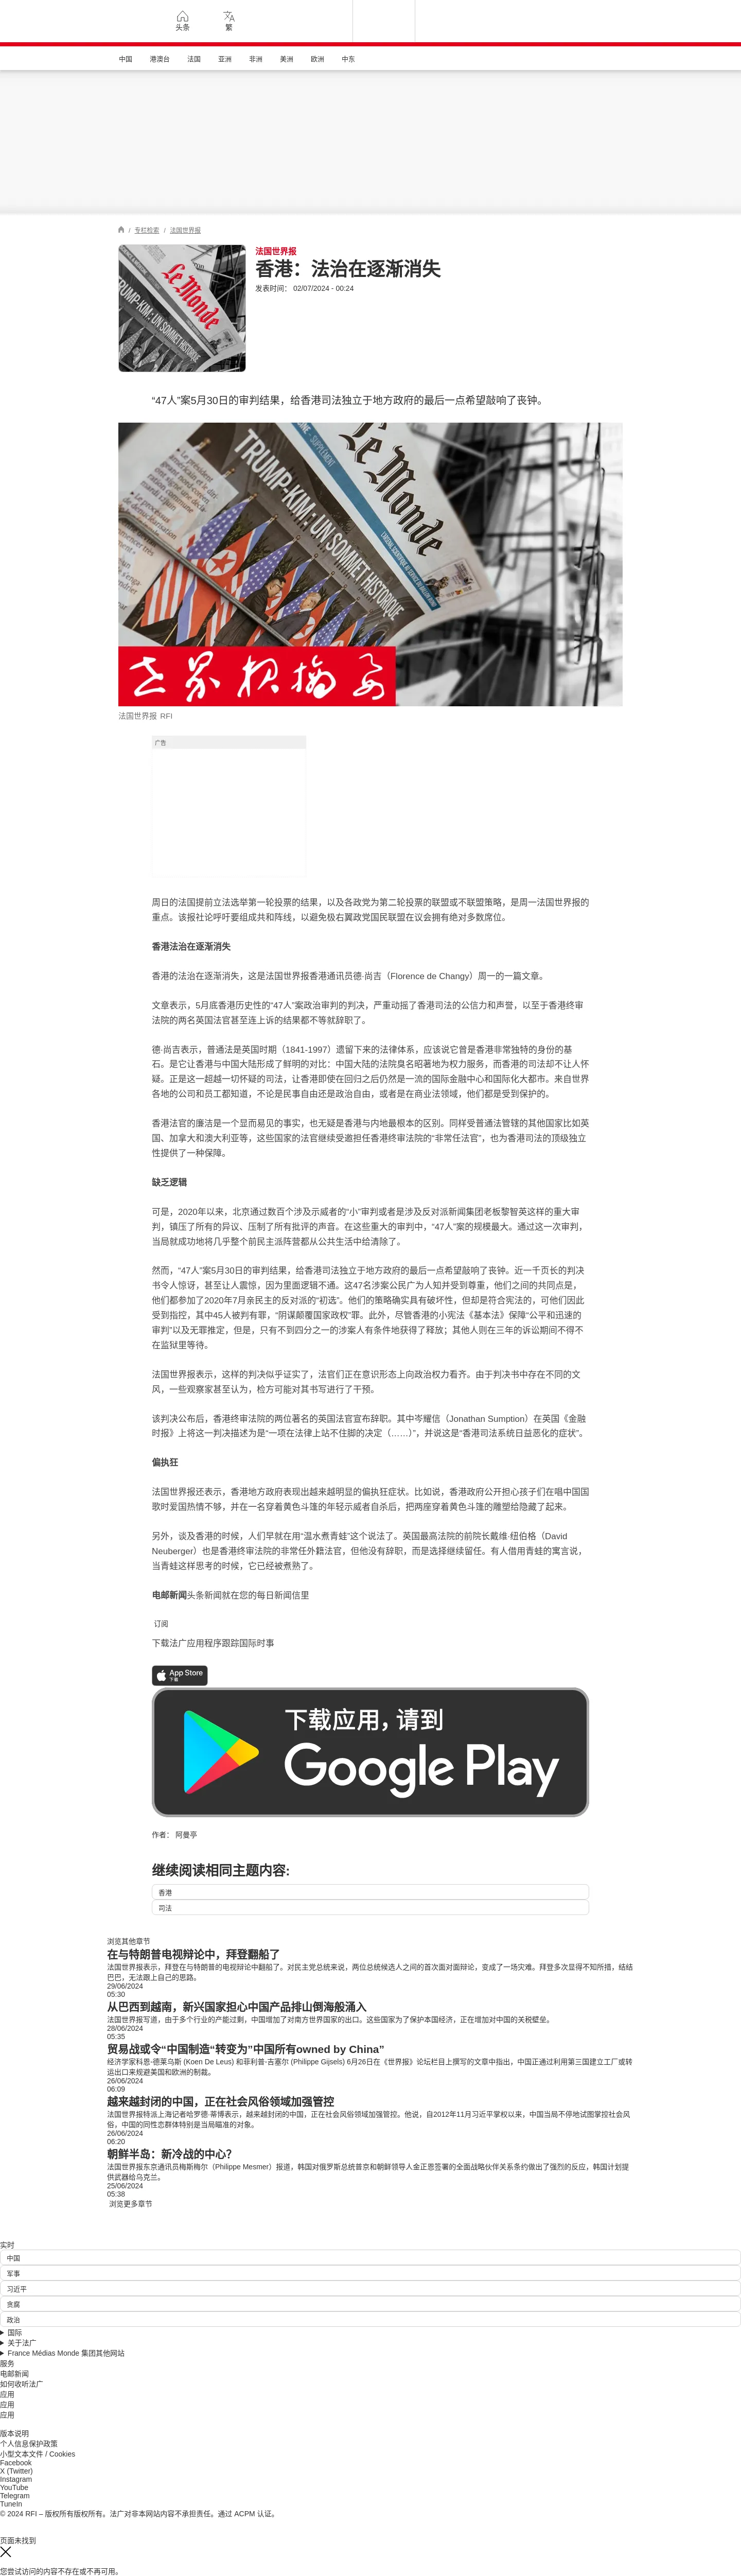 头条
繁
中国 港澳台 法国 亚洲 非洲 美洲 欧洲 中东
/ 专栏检索 / 法国世界报
法国世界报
香港：法治在逐渐消失
发表时间： 02/07/2024 - 00:24
Le Monde
TRUMP-KIM : UN SOMMET HISTORIQUE
“47人”案5月30日的审判结果，给香港司法独立于地方政府的最后一点希望敲响了丧钟。
Le Monde
TRUMP-KIM : UN SOMMET HISTORIQUE
世界报摘要
法国世界报 RFI
广告
周日的法国提前立法选举第一轮投票的结果，以及各政党为第二轮投票的联盟或不联盟策略，是周一法国世界报的
重点。该报社论呼吁要组成共和阵线，以避免极右翼政党国民联盟在议会拥有绝对多数席位。
香港法治在逐渐消失
香港的法治在逐渐消失，这是法国世界报香港通讯员德·尚吉（Florence de Changy）周一的一篇文章。
文章表示，5月底香港历史性的“47人”案政治审判的判决，严重动摇了香港司法的公信力和声誉，以至于香港终审
法院的两名英国法官甚至连上诉的结果都不等就辞职了。
德·尚吉表示，普通法是英国时期（1841-1997）遗留下来的法律体系，应该说它曾是香港非常独特的身份的基
石。是它让香港与中国大陆形成了鲜明的对比：中国大陆的法院臭名昭著地为权力服务，而香港的司法却不让人怀
疑。正是这一超越一切怀疑的司法，让香港即使在回归之后仍然是一流的国际金融中心和国际化大都市。来自世界
各地的公司和员工都知道，不论是民事自由还是政治自由，或者是在商业法领域，他们都是受到保护的。
香港法官的廉洁是一个显而易见的事实，也无疑是香港与内地最根本的区别。同样受普通法管辖的其他国家比如英
国、加拿大和澳大利亚等，这些国家的法官继续受邀担任香港终审法院的“非常任法官”，也为香港司法的顶级独立
性提供了一种保障。
缺乏逻辑
可是，2020年以来，北京通过数百个涉及示威者的“小”审判或者是涉及反对派新闻集团老板黎智英这样的重大审
判，镇压了所有的异议、压制了所有批评的声音。在这些重大的审判中，“47人”案的规模最大。通过这一次审判，
当局就成功地将几乎整个前民主派阵营都从公共生活中给清除了。
然而，“47人”案5月30日的审判结果，给香港司法独立于地方政府的最后一点希望敲响了丧钟。近一千页长的判决
书令人惊讶，甚至让人震惊，因为里面逻辑不通。这47名涉案公民广为人知并受到尊重，他们之间的共同点是，
他们都参加了2020年7月亲民主的反对派的“初选”。他们的策略确实具有破坏性，但却是符合宪法的，可他们因此
受到指控，其中45人被判有罪，“阴谋颠覆国家政权”罪。此外，尽管香港的小宪法《基本法》保障“公平和迅速的
审判”以及无罪推定，但是，只有不到四分之一的涉案人有条件地获得了释放；其他人则在三年的诉讼期间不得不
在监狱里等待。
法国世界报表示，这样的判决似乎证实了，法官们正在意识形态上向政治权力看齐。由于判决书中存在不同的文
风，一些观察家甚至认为，检方可能对其书写进行了干预。
该判决公布后，香港终审法院的两位著名的英国法官宣布辞职。其中岑耀信（Jonathan Sumption）在英国《金融
时报》上将这一判决描述为是“一项在法律上站不住脚的决定（……）”，并说这是“香港司法系统日益恶化的症状”。
偏执狂
法国世界报还表示，香港地方政府表现出越来越明显的偏执狂症状。比如说，香港政府公开担心孩子们在唱中国国
歌时爱国热情不够，并在一名穿着黄色斗篷的年轻示威者自杀后，把两座穿着黄色斗篷的雕塑给隐藏了起来。
另外，谈及香港的时候，人们早就在用“温水煮青蛙”这个说法了。英国最高法院的前院长戴维·纽伯格（David
Neuberger）也是香港终审法院的非常任外籍法官，但他没有辞职，而是选择继续留任。有人借用青蛙的寓言说，
当青蛙这样思考的时候，它已经被煮熟了。
电邮新闻头条新闻就在您的每日新闻信里
订阅
下载法广应用程序跟踪国际时事
App Store
下载
下载应用，请到
Google Play
作者： 阿曼亭
继续阅读相同主题内容:
香港
司法
浏览其他章节
在与特朗普电视辩论中，拜登翻船了
法国世界报表示，拜登在与特朗普的电视辩论中翻船了。对民主党总统来说，两位总统候选人之间的首次面对面辩论，变成了一场灾难。拜登多次显得不知所措，结结
巴巴，无法跟上自己的思路。
29/06/2024
05:30
从巴西到越南，新兴国家担心中国产品排山倒海般涌入
法国世界报写道，由于多个行业的产能过剩，中国增加了对南方世界国家的出口。这些国家为了保护本国经济，正在增加对中国的关税壁垒。
28/06/2024
05:35
贸易战或令“中国制造“转变为”中国所有owned by China”
经济学家科恩-德莱乌斯 (Koen De Leus) 和菲利普-吉塞尔 (Philippe Gijsels) 6月26日在《世界报》论坛栏目上撰写的文章中指出，中国正通过利用第三国建立工厂或转
运出口来规避美国和欧洲的制裁。
26/06/2024
06:09
越来越封闭的中国，正在社会风俗领域加强管控
法国世界报特派上海记者哈罗德·蒂博表示，越来越封闭的中国，正在社会风俗领域加强管控。他说，自2012年11月习近平掌权以来，中国当局不停地试图掌控社会风
俗，中国的同性恋群体特别是当局瞄准的对象。
26/06/2024
06:20
朝鲜半岛：新冷战的中心？
法国世界报东京通讯员梅斯梅尔（Philippe Mesmer）报道，韩国对俄罗斯总统普京和朝鲜领导人金正恩签署的全面战略伙伴关系条约做出了强烈的反应，韩国计划提
供武器给乌克兰。
25/06/2024
05:38
浏览更多章节
实时
中国
军事
习近平
贪腐
政治
国际
关于法广
France Médias Monde 集团其他网站
服务
电邮新闻
如何收听法广
应用
应用
应用
版本说明
个人信息保护政策
小型文本文件 / Cookies
Facebook
X (Twitter)
Instagram
YouTube
Telegram
TuneIn
© 2024 RFI – 版权所有版权所有。法广对非本网站内容不承担责任。通过 ACPM 认证。
页面未找到
您尝试访问的内容不存在或不再可用。